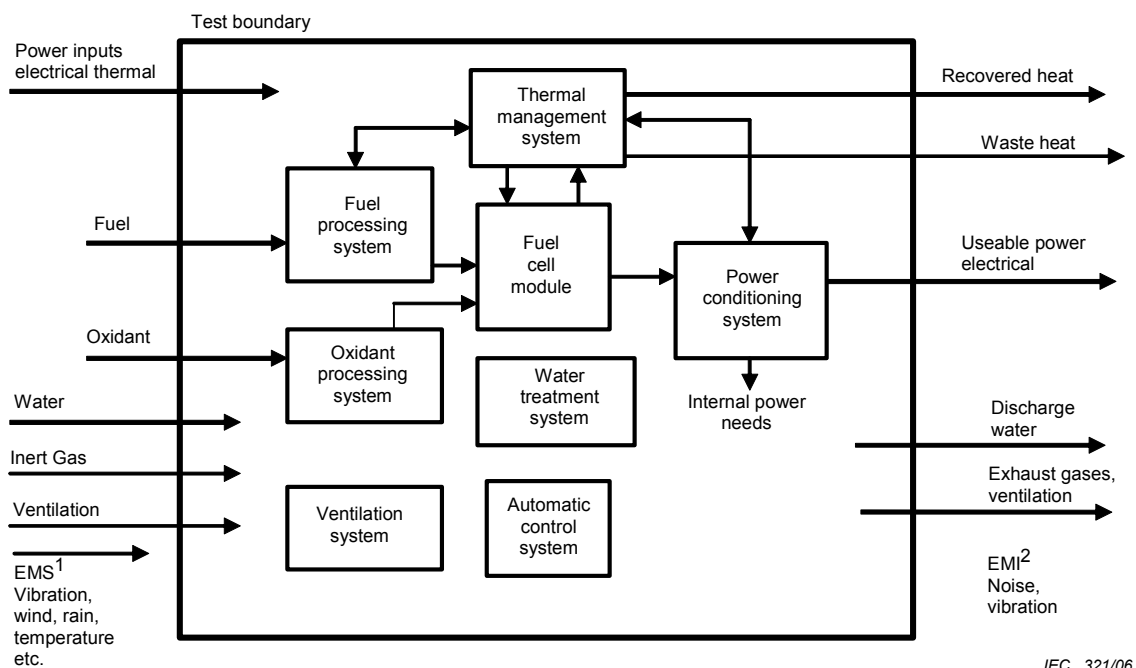 Test boundary
Power inputs
electrical thermal
Recovered heat
Thermal
management
system
Waste heat
Fuel
processing
system
Fuel
Fuel
cell
module
Useable power
electrical
Power
conditioning
system
Oxidant
Oxidant
processing
system
Water
treatment
system
Internal power
needs
Water
Discharge
water
Inert Gas
Exhaust gases,
ventilation
Ventilation
Ventilation
system
Automatic
control
system
EMS1
Vibration,
wind, rain,
temperature
etc.
EMI2
Noise,
vibration
IEC 321/06